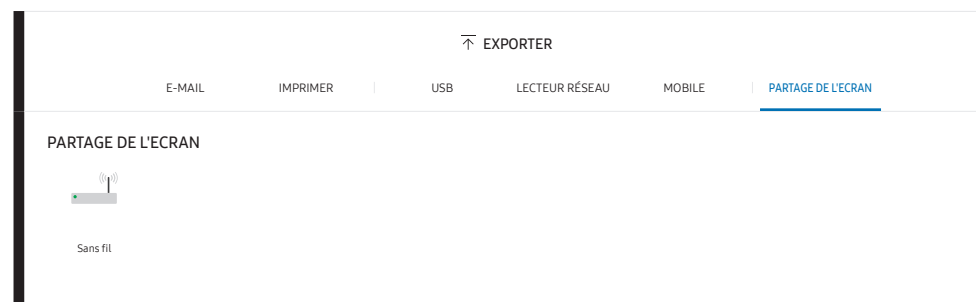 EXPORTER
E-MAIL IMPRIMER USB LECTEUR RÉSEAU MOBILE PARTAGE DE L'ECRAN
PARTAGE DE L'ECRAN
Sans fil